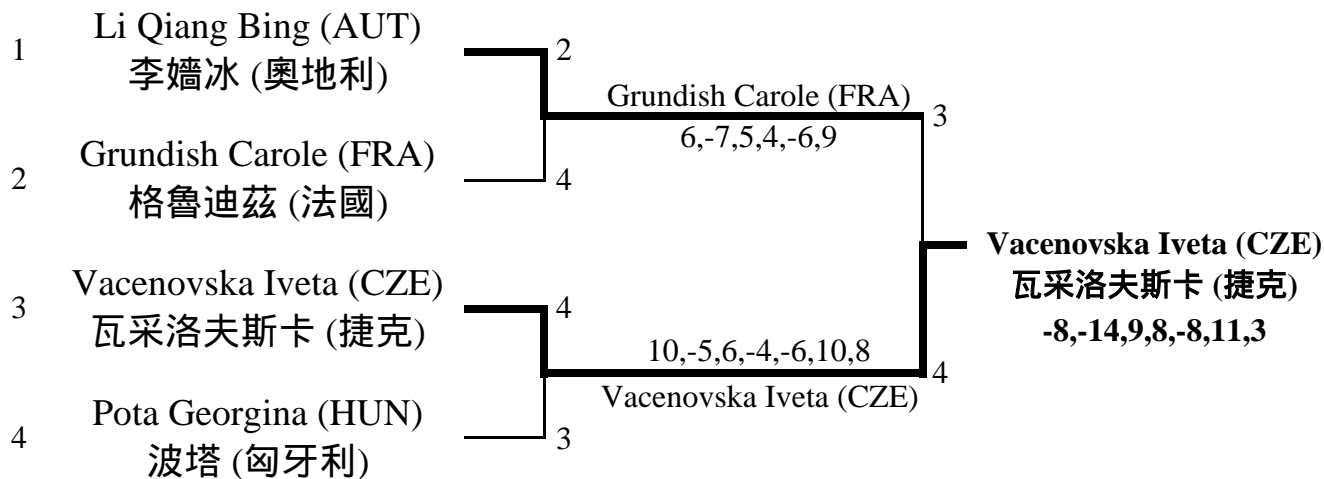 1
Li Qiang Bing (AUT)
李嬙冰 (奧地利)
2
Grundish Carole (FRA)
6,-7,5,4,-6,9
3
2
Grundish Carole (FRA)
格魯迪茲 (法國)
4
Vacenovska Iveta (CZE)
瓦采洛夫斯卡 (捷克)
-8,-14,9,8,-8,11,3
3
Vacenovska Iveta (CZE)
瓦采洛夫斯卡 (捷克)
4
10,-5,6,-4,-6,10,8
Vacenovska Iveta (CZE)
4
4
Pota Georgina (HUN)
波塔 (匈牙利)
3